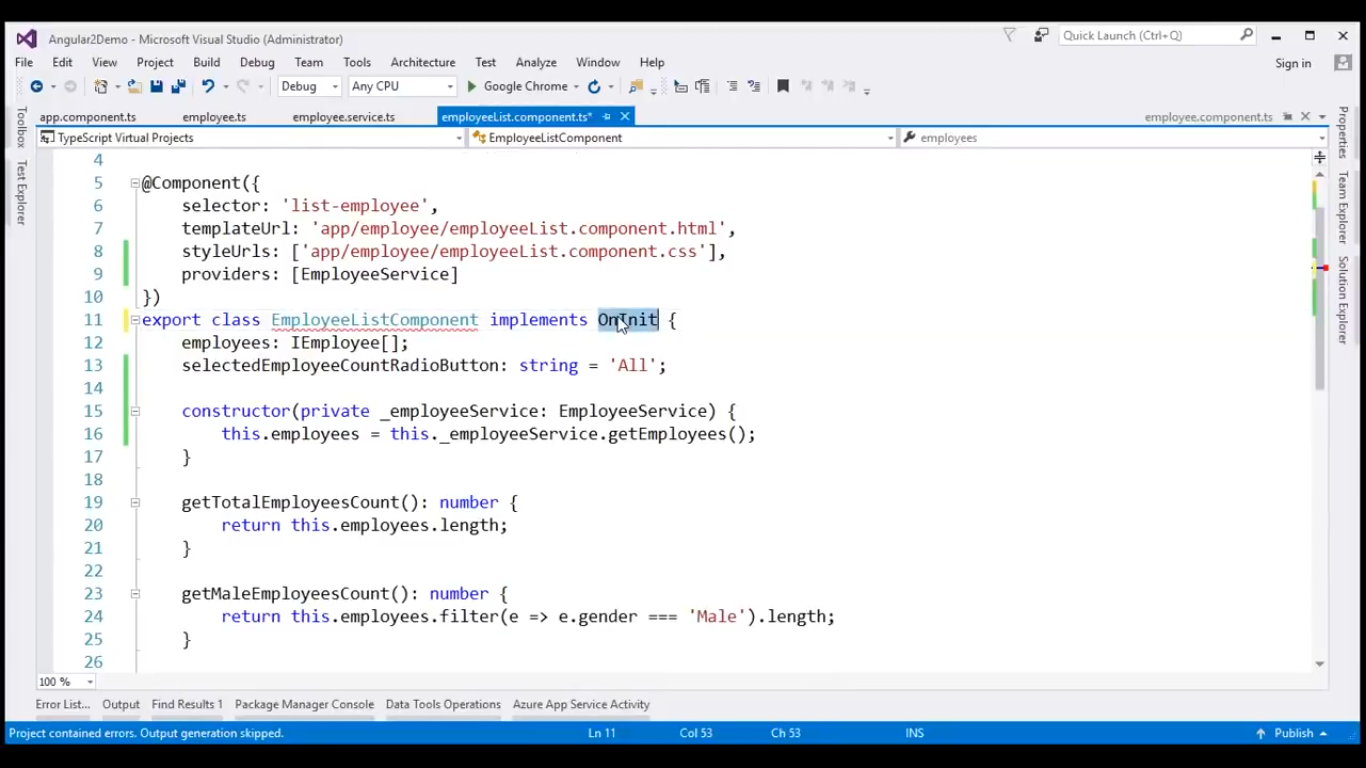 Angular2Demo - Microsoft Visual Studio (Administrator)
Quick Launch (Ctrl+Q)
File Edit View Project Build Debug Team Tools Architecture Test Analyze Window Help
Sign in
Debug Any CPU Google Chrome
app.component.ts employee.ts employee.service.ts employeeList.component.ts* employee.component.ts
TypeScript Virtual Projects EmployeeListComponent employees
Toolbox
Test Explorer
4
5 @Component({
6 selector: 'list-employee',
7 templateUrl: 'app/employee/employeeList.component.html',
8 styleUrls: ['app/employee/employeeList.component.css'],
9 providers: [EmployeeService]
10 })
11 export class EmployeeListComponent implements OnInit {
12 employees: IEmployee[];
13 selectedEmployeeCountRadioButton: string = 'All';
14
15 constructor(private _employeeService: EmployeeService) {
16 this.employees = this._employeeService.getEmployees();
17 }
18
19 getTotalEmployeesCount(): number {
20 return this.employees.length;
21 }
22
23 getMaleEmployeesCount(): number {
24 return this.employees.filter(e => e.gender === 'Male').length;
25 }
26
Properties
Team Explorer
Solution Explorer
100 %
Error List... Output Find Results 1 Package Manager Console Data Tools Operations Azure App Service Activity
Project contained errors. Output generation skipped. Ln 11 Col 53 Ch 53 INS Publish